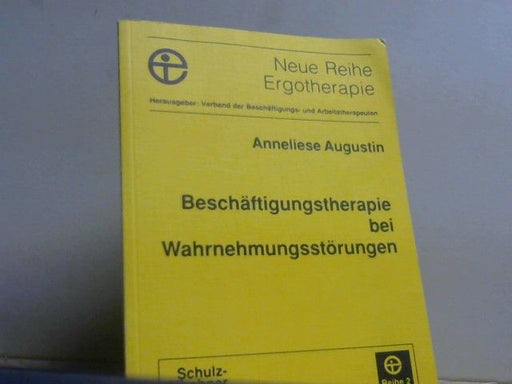 Neue Reihe
Ergotherapie
Herausgeber: Verband der Beschäftigungs- und Arbeitstherapeuten
Anneliese Augustin
Beschäftigungstherapie
bei
Wahrnehmungsstörungen
Schulz-
Reihe 2